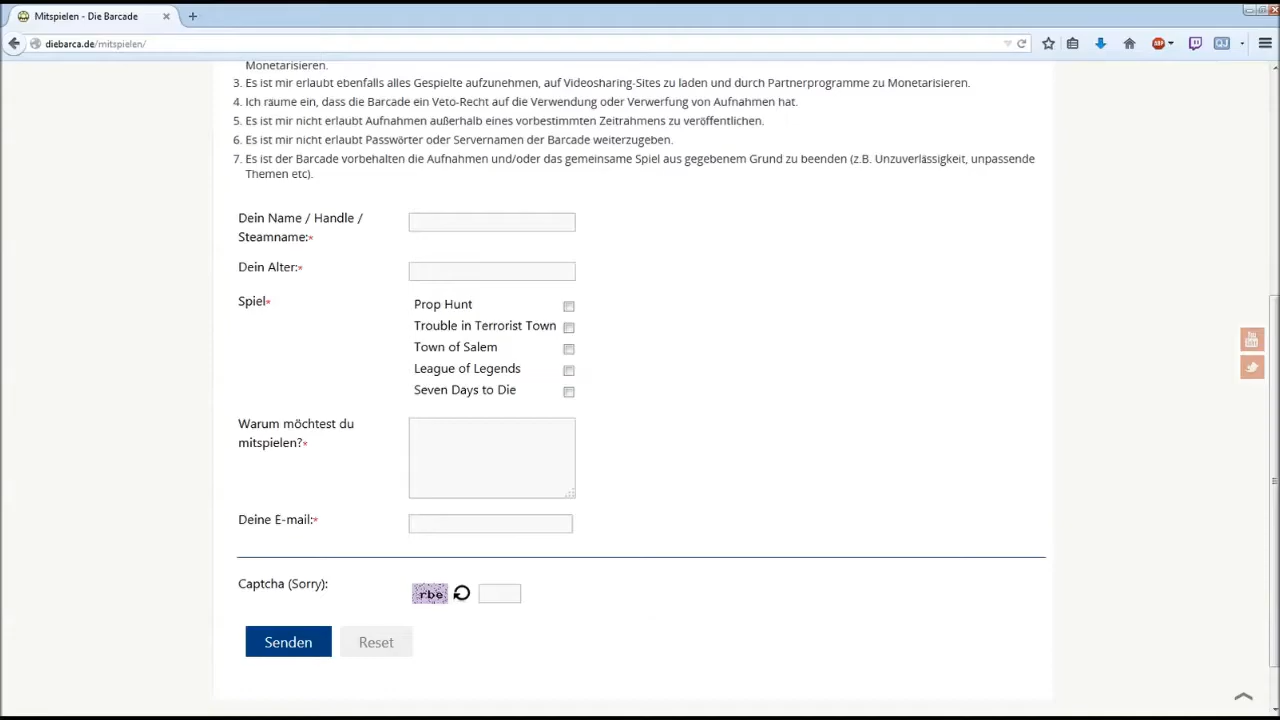 Mitspielen - Die Barcade
diebarca.de/mitspielen/
Monetarisieren.
3. Es ist mir erlaubt ebenfalls alles Gespielte aufzunehmen, auf Videosharing-Sites zu laden und durch Partnerprogramme zu Monetarisieren.
4. Ich räume ein, dass die Barcade ein Veto-Recht auf die Verwendung oder Verwerfung von Aufnahmen hat.
5. Es ist mir nicht erlaubt Aufnahmen außerhalb eines vorbestimmten Zeitrahmens zu veröffentlichen.
6. Es ist mir nicht erlaubt Passwörter oder Servernamen der Barcade weiterzugeben.
7. Es ist der Barcade vorbehalten die Aufnahmen und/oder das gemeinsame Spiel aus gegebenem Grund zu beenden (z.B. Unzuverlässigkeit, unpassende
Themen etc).
Dein Name / Handle /
Steamname:*
Dein Alter:*
Spiel*
Prop Hunt
Trouble in Terrorist Town
Town of Salem
League of Legends
Seven Days to Die
Warum möchtest du
mitspielen?*
Deine E-mail:*
Captcha (Sorry):
rbe
Senden
Reset
You
Tube
ABP